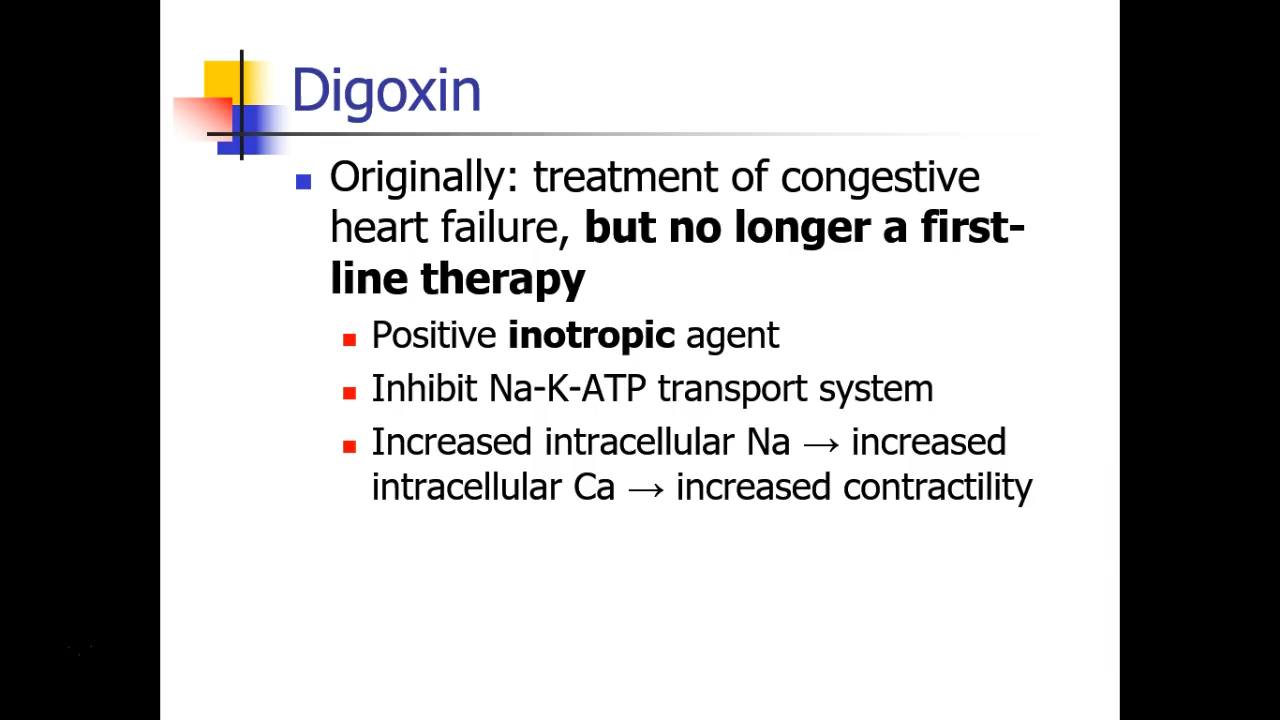 Digoxin
Originally: treatment of congestive
heart failure, but no longer a first-
line therapy
Positive inotropic agent
Inhibit Na-K-ATP transport system
Increased intracellular Na → increased
intracellular Ca → increased contractility